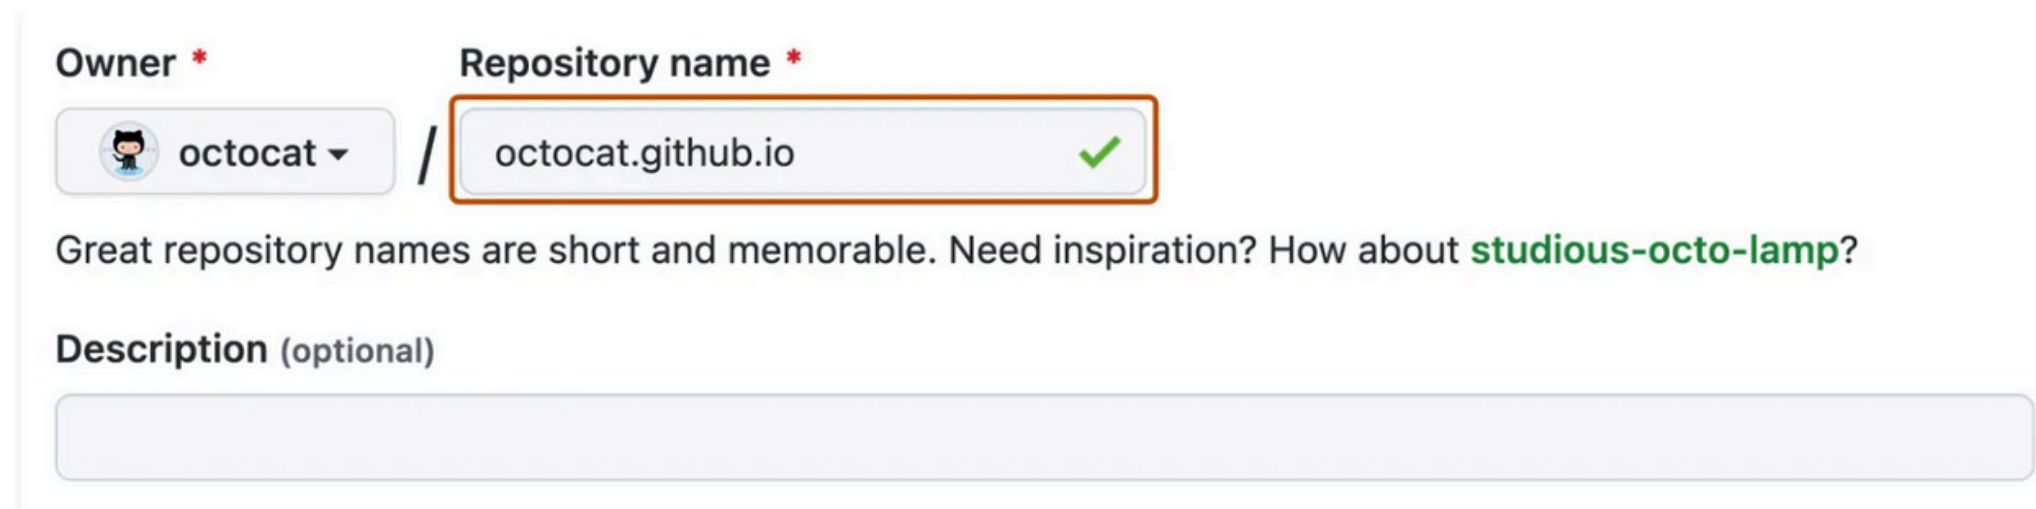 Owner * Repository name *
octocat / octocat.github.io
Great repository names are short and memorable. Need inspiration? How about studious-octo-lamp?
Description (optional)